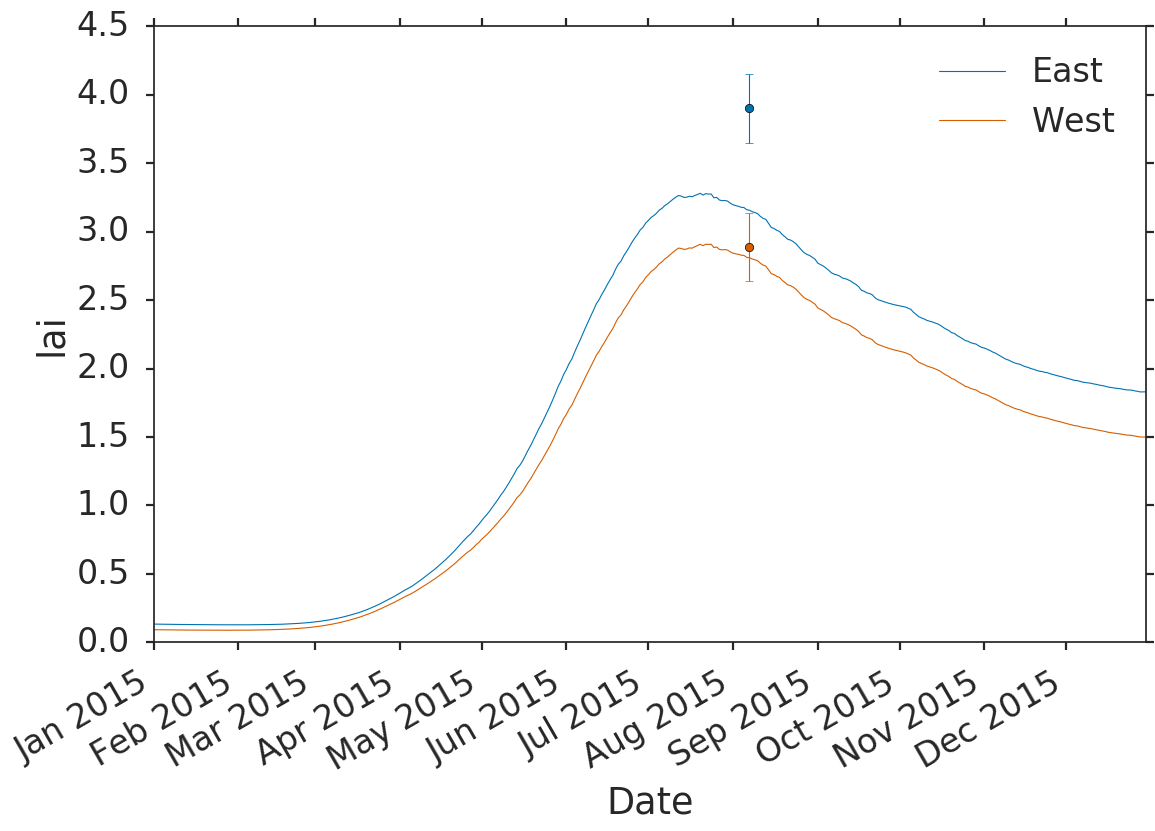 4.5
4.0
3.5
3.0
2.5
2.0
1.5
1.0
0.5
0.0
lai
East
West
Jan 2015
Feb 2015
Mar 2015
Apr 2015
May 2015
Jun 2015
Jul 2015
Aug 2015
Sep 2015
Oct 2015
Nov 2015
Dec 2015
Date